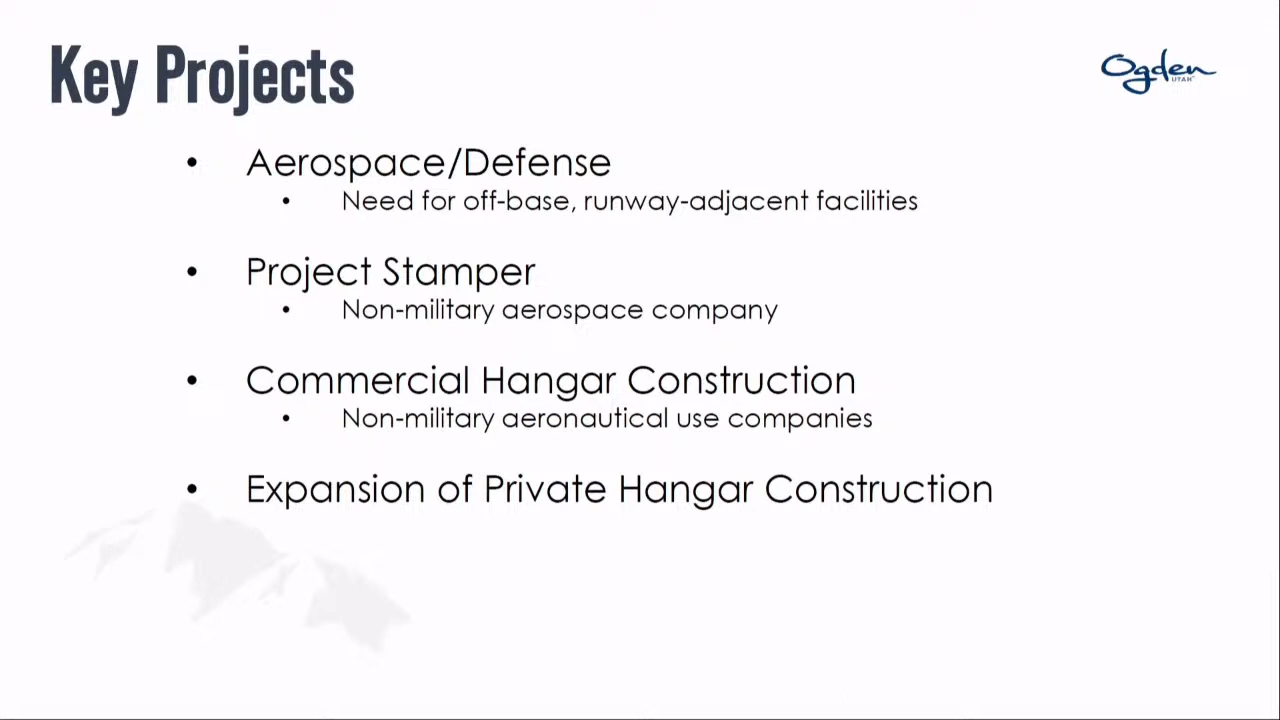 Key Projects
Ogden
UTAH
• Aerospace/Defense
• Need for off-base, runway-adjacent facilities
• Project Stamper
• Non-military aerospace company
• Commercial Hangar Construction
• Non-military aeronautical use companies
• Expansion of Private Hangar Construction